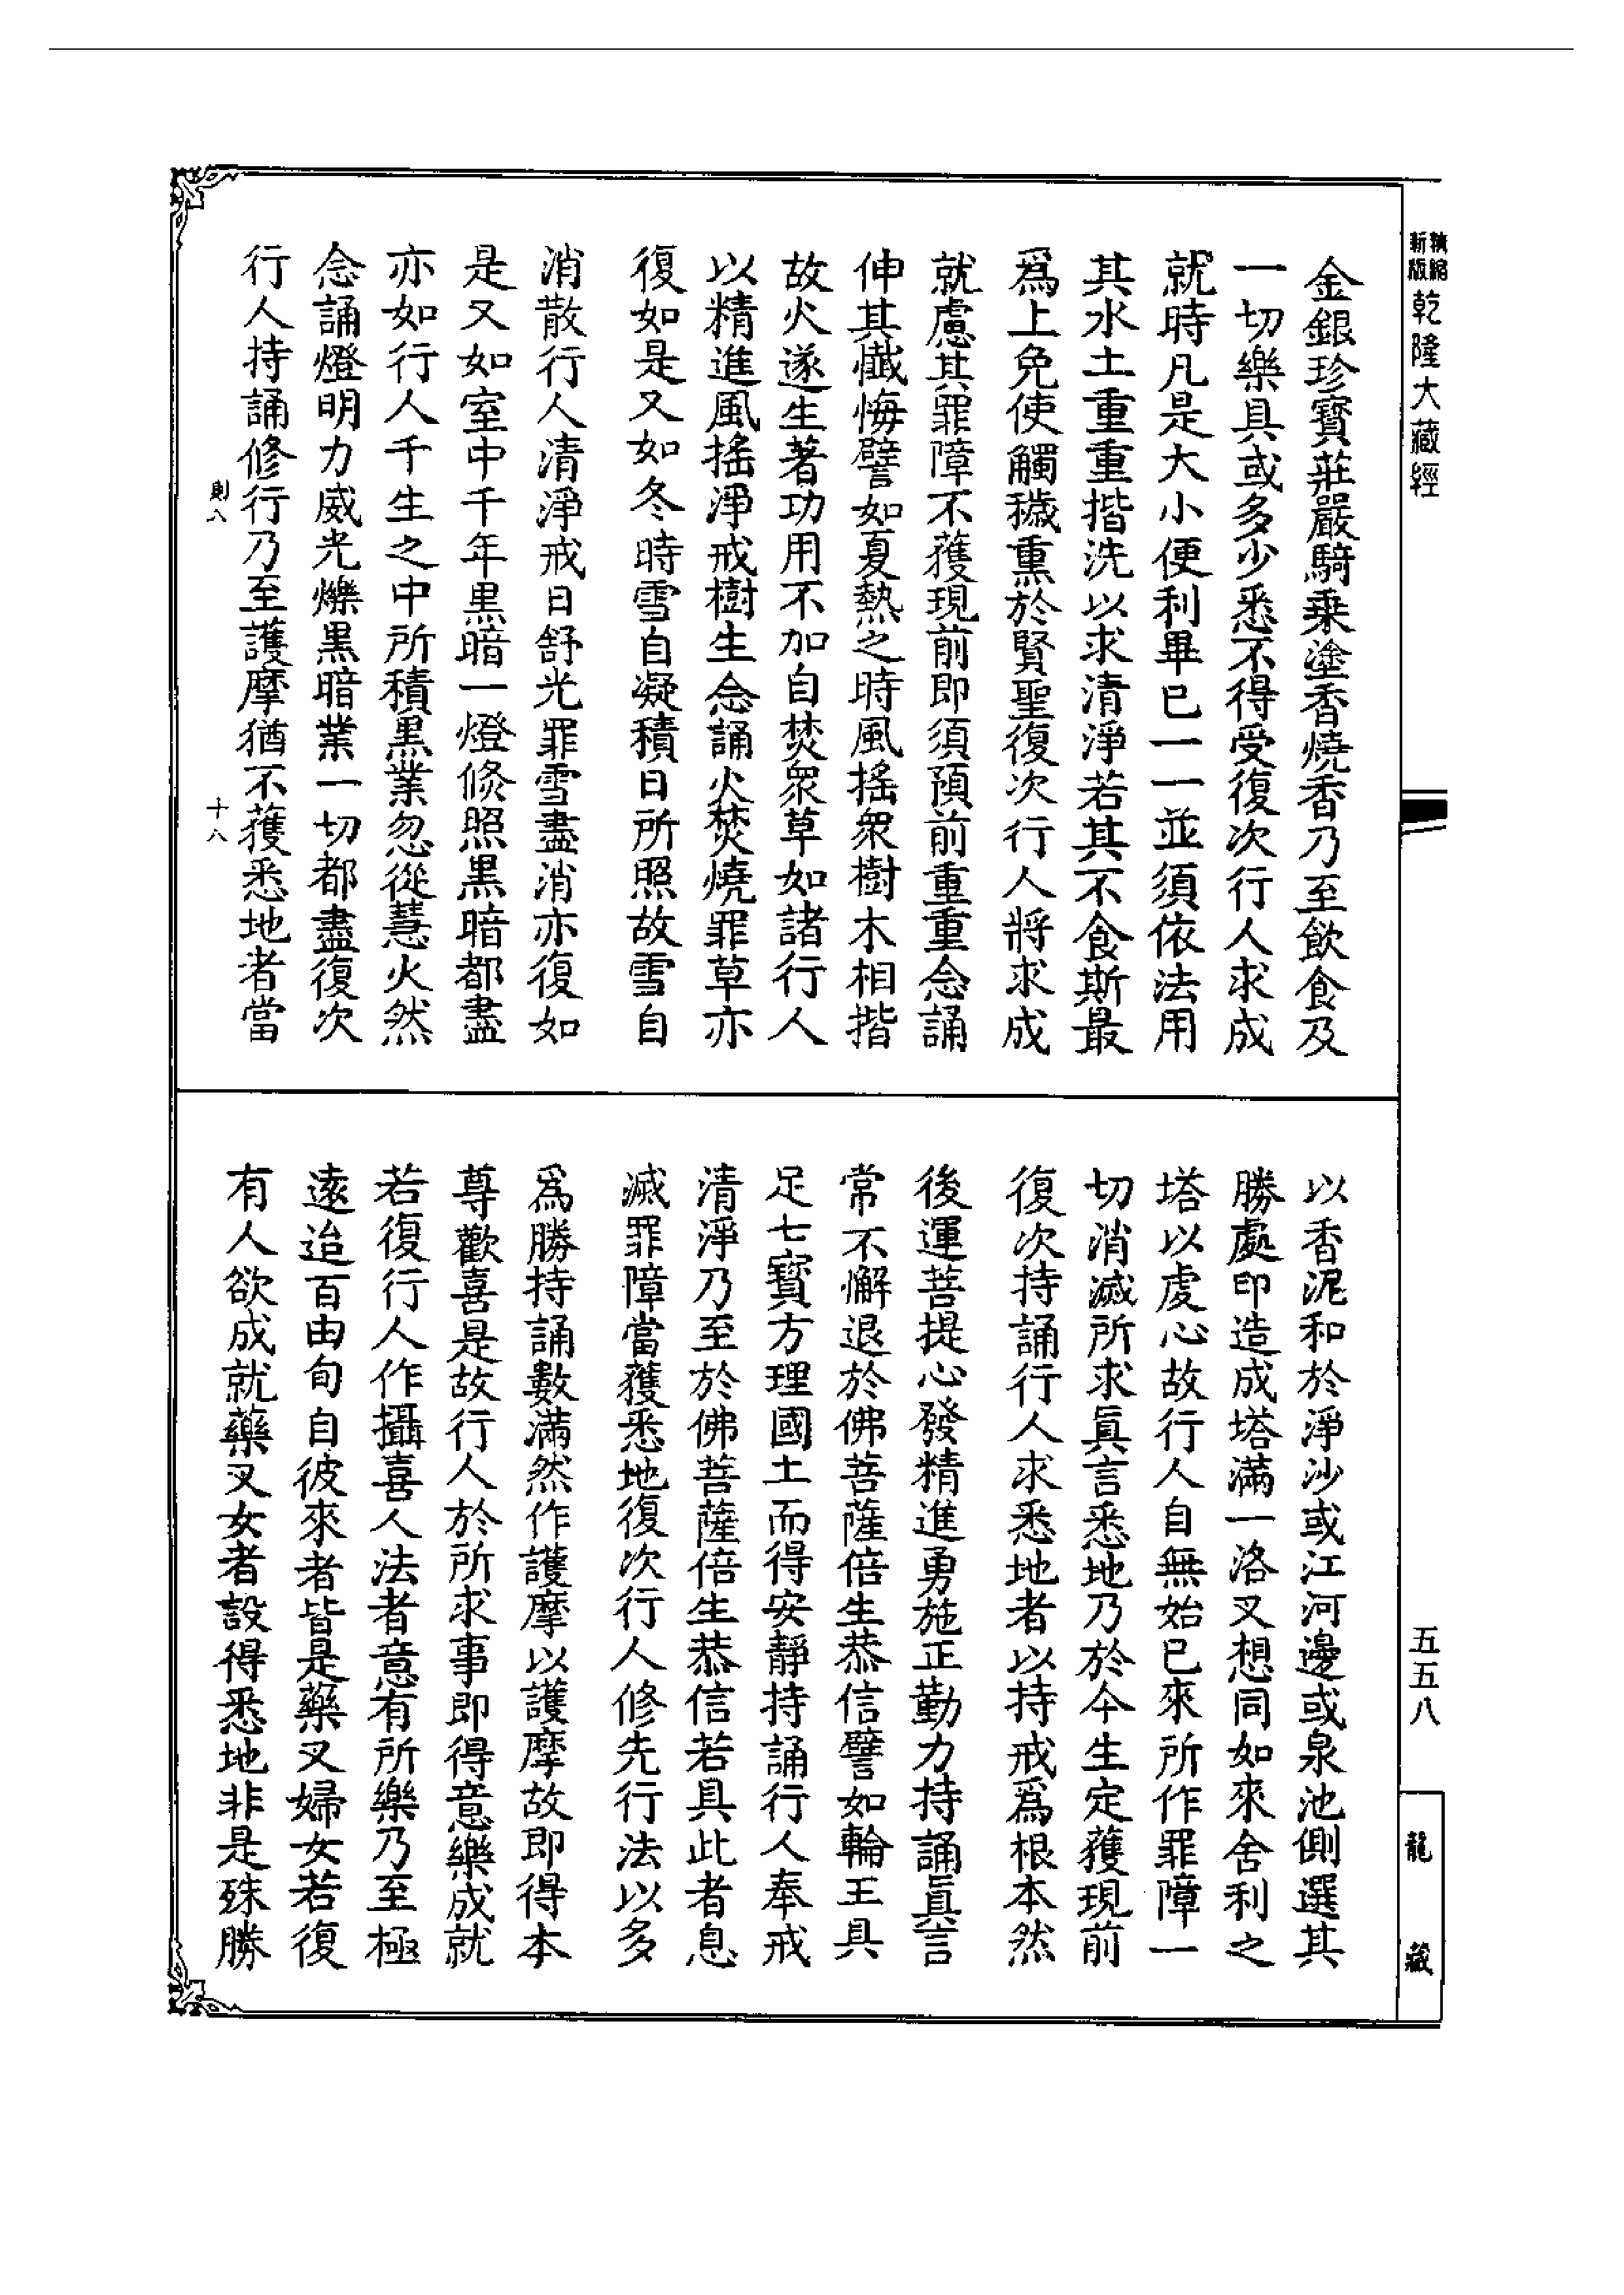 精縮新版乾隆大藏經
金銀珍寶莊嚴騎乗塗香燒香乃至飲食及
一切樂具或多少悉不得受復次行人求成
就時凡是大小便利畢已一一並須依法用
其水土重重揩洗以求清淨若其不食斯最
爲上免使觸穢熏於賢聖復次行人將求成
就慮其罪障不獲現前即須預前重重念誦
伸其懺悔譬如夏熱之時風搖衆樹木相揩
故火遂生著功用不加自焚衆草如諸行人
以精進風搖淨戒樹生念誦火焚燒罪草亦
復如是又如冬時雪自凝積日所照故雪自
消散行人清淨戒日舒光罪雪盡消亦復如
是又如室中千年黒暗一燈倐照黒暗都盡
亦如行人千生之中所積黒業忽從慧火然
念誦燈明力威光爍黒暗業一切都盡復次
行人持誦修行乃至護摩猶不獲悉地者當
則八
十八
以香泥和於淨沙或江河邊或泉池側選其
勝處印造成塔滿一洛叉想同如來舍利之
塔以虔心故行人自無始已來所作罪障一
切消滅所求眞言悉地乃於今生定獲現前
復次持誦行人求悉地者以持戒爲根本然
後運菩提心發精進勇施正勤力持誦眞言
常不懈退於佛菩薩倍生恭信譬如輪王具
足七寳方理國土而得安靜持誦行人奉戒
清淨乃至於佛菩薩倍生恭信若具此者息
滅罪障當獲悉地復次行人修先行法以多
爲勝持誦數滿然作護摩以護摩故即得本
尊歡喜是故行人於所求事即得意樂成就
若復行人作攝喜人法者意有所樂乃至極
遠迨百由旬自彼來者皆是藥叉婦女若復
有人欲成就藥叉女者設得悉地非是殊勝
五五八
龍藏